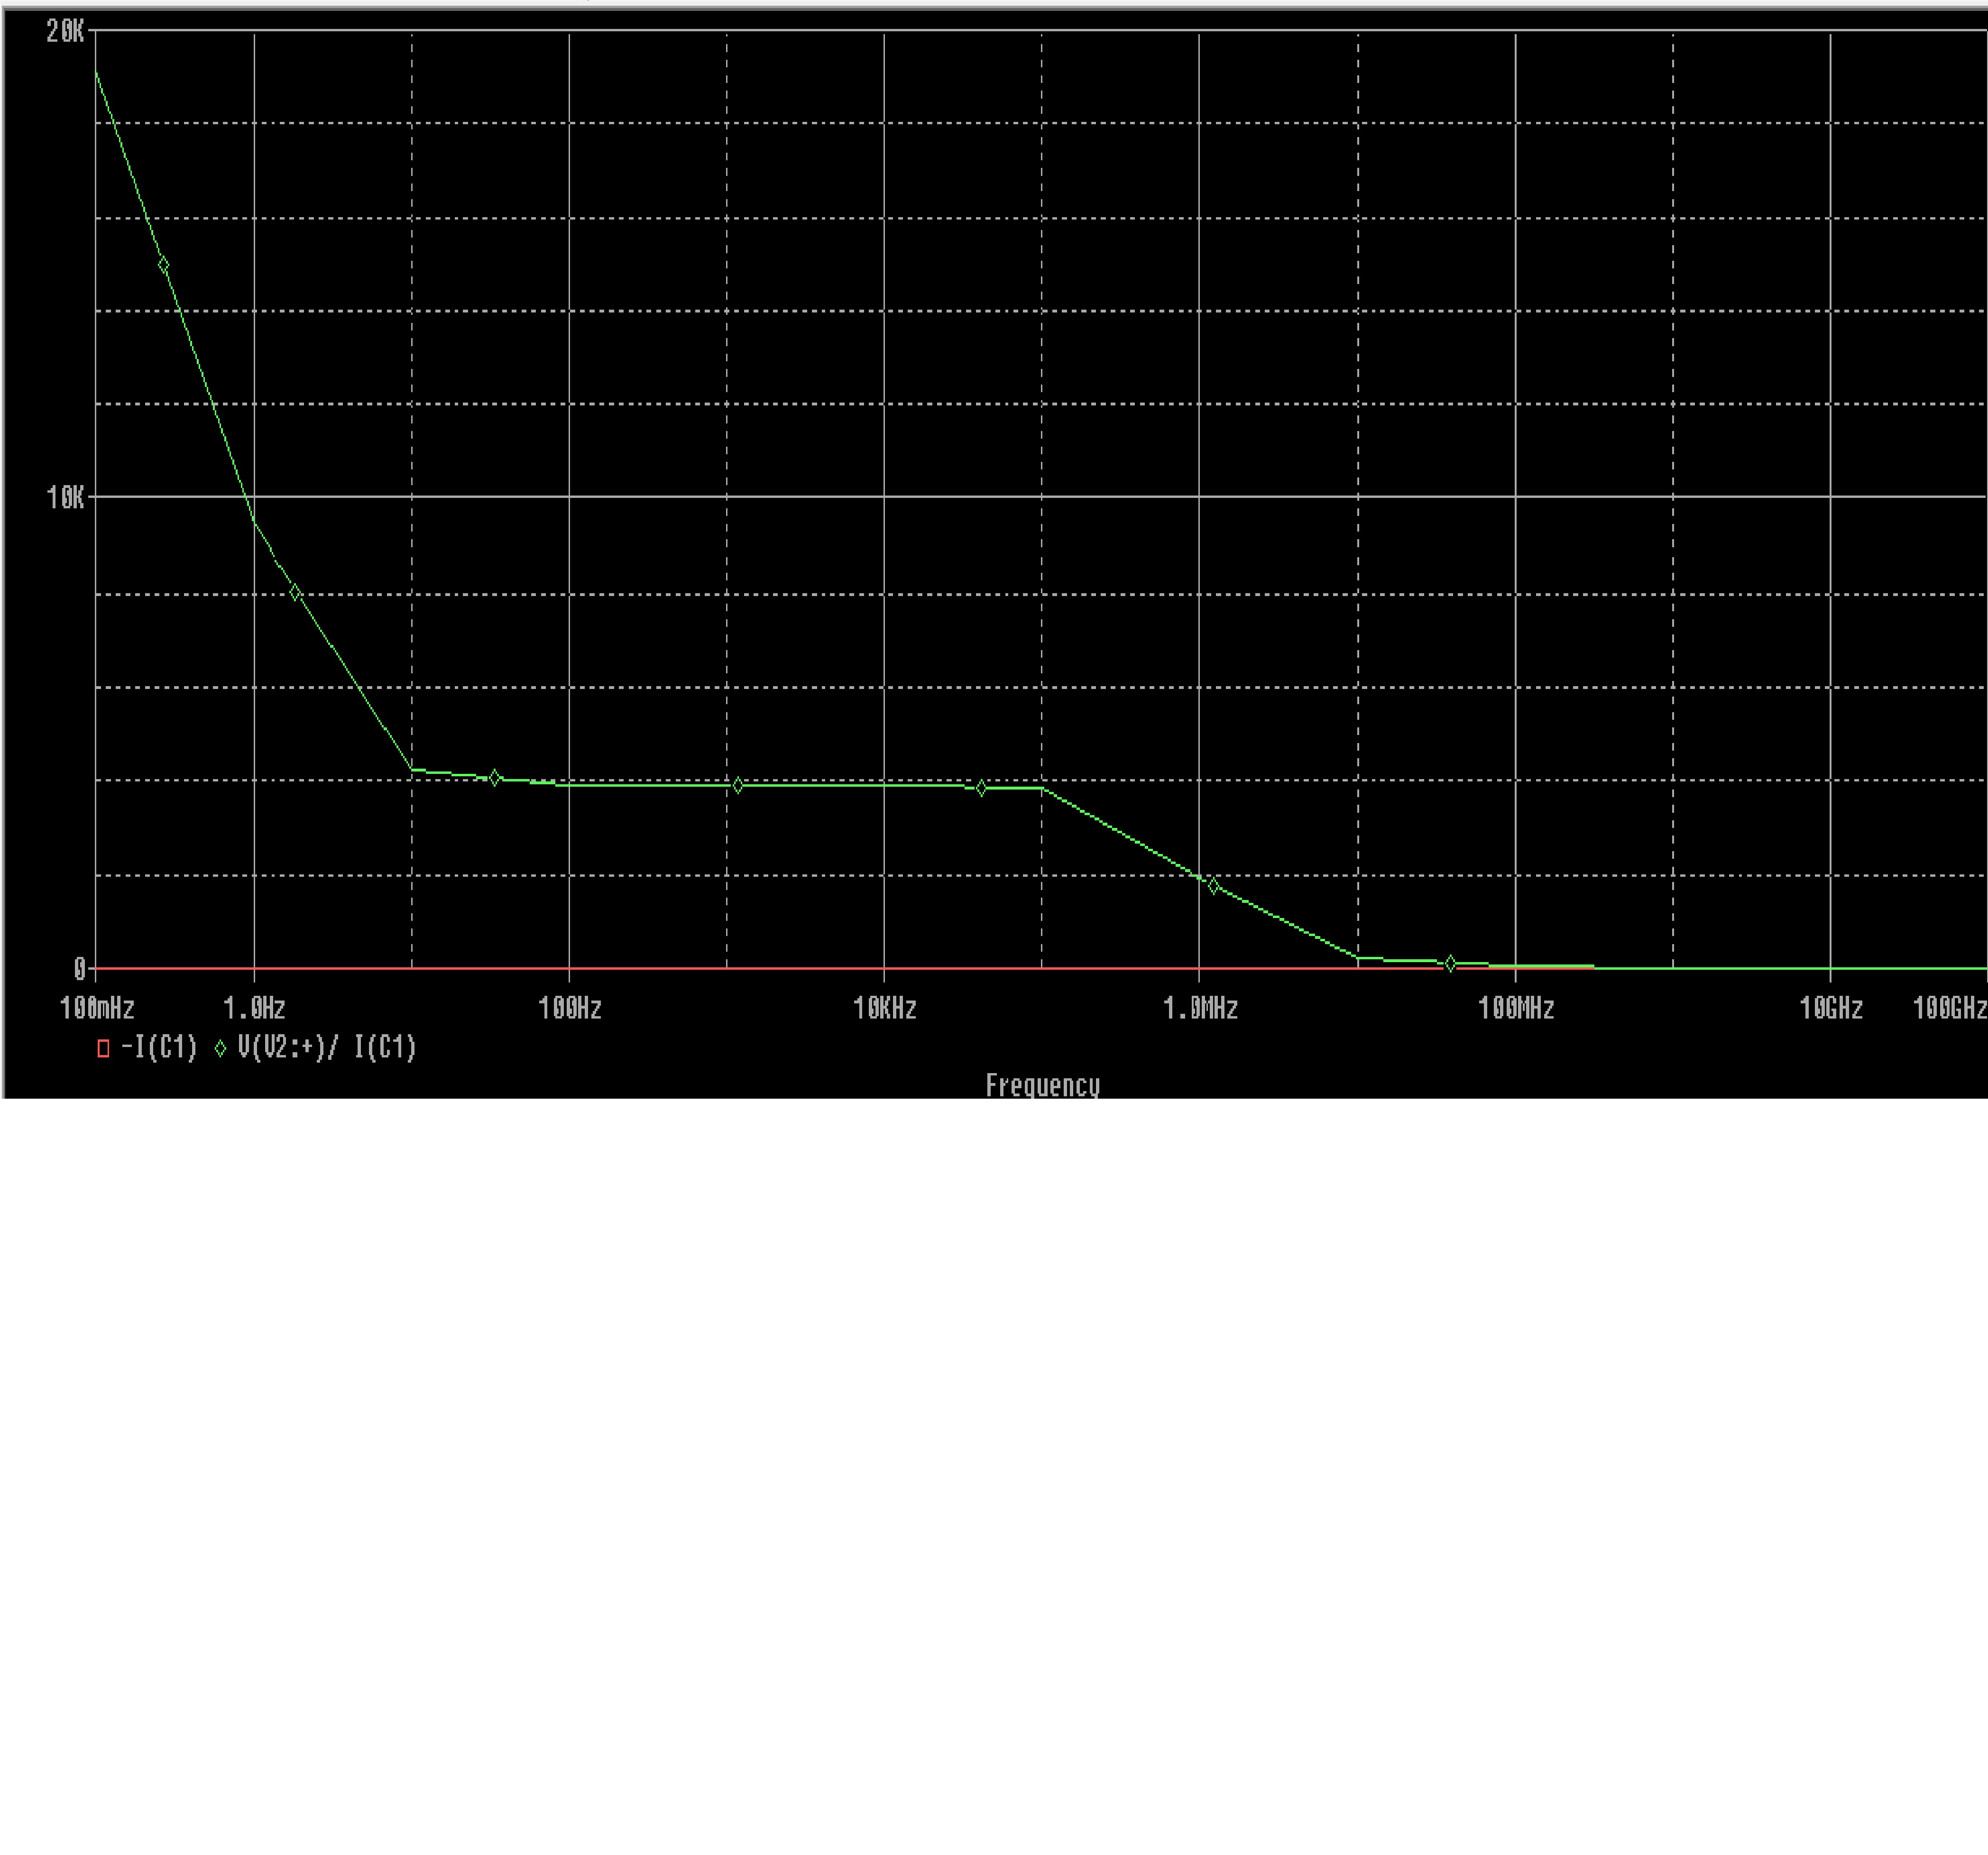 20K
10K
0
100mHz 1.0Hz 100Hz 10KHz 1.0MHz 100MHz 10GHz 100GHz
-I(C1) V(V2:+)/ I(C1)
Frequency